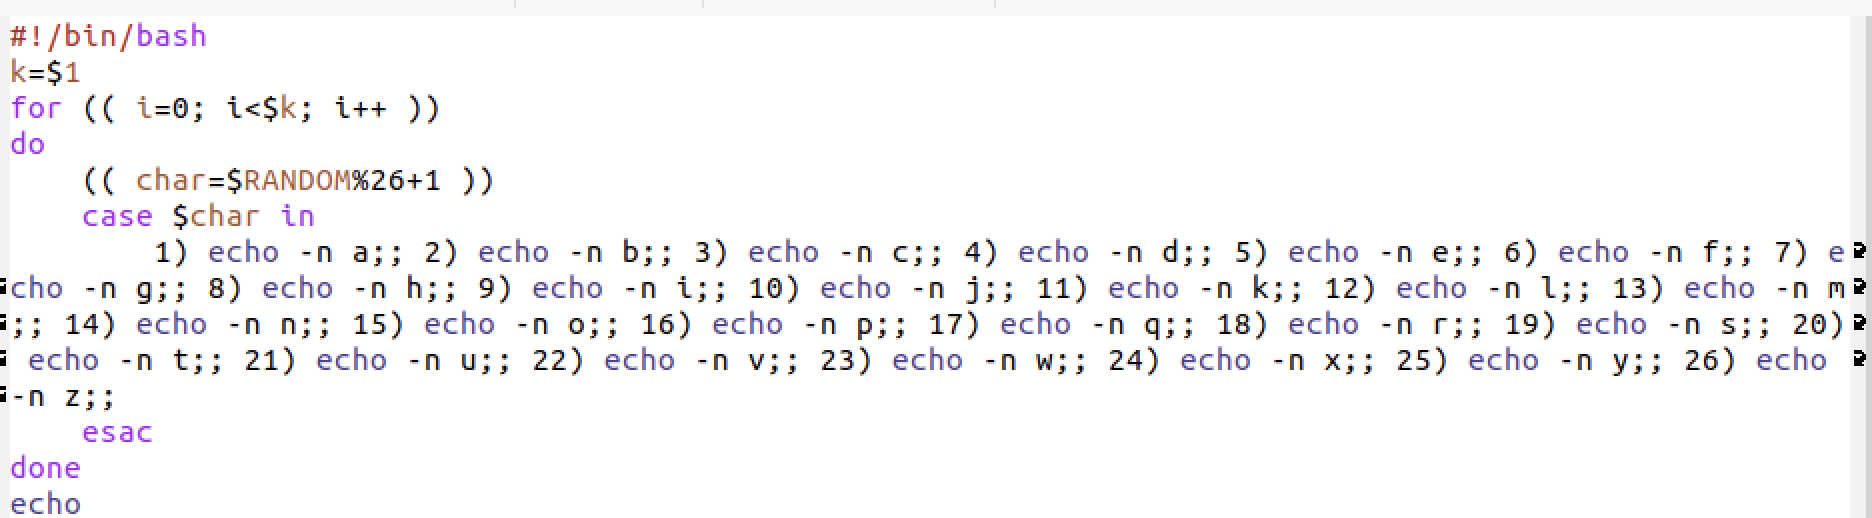 #!/bin/bash
k=$1
for (( i=0; i<$k; i++ ))
do
    (( char=$RANDOM%26+1 ))
    case $char in
        1) echo -n a;; 2) echo -n b;; 3) echo -n c;; 4) echo -n d;; 5) echo -n e;; 6) echo -n f;; 7) e
cho -n g;; 8) echo -n h;; 9) echo -n i;; 10) echo -n j;; 11) echo -n k;; 12) echo -n l;; 13) echo -n m
;; 14) echo -n n;; 15) echo -n o;; 16) echo -n p;; 17) echo -n q;; 18) echo -n r;; 19) echo -n s;; 20)
 echo -n t;; 21) echo -n u;; 22) echo -n v;; 23) echo -n w;; 24) echo -n x;; 25) echo -n y;; 26) echo
-n z;;
    esac
done
echo